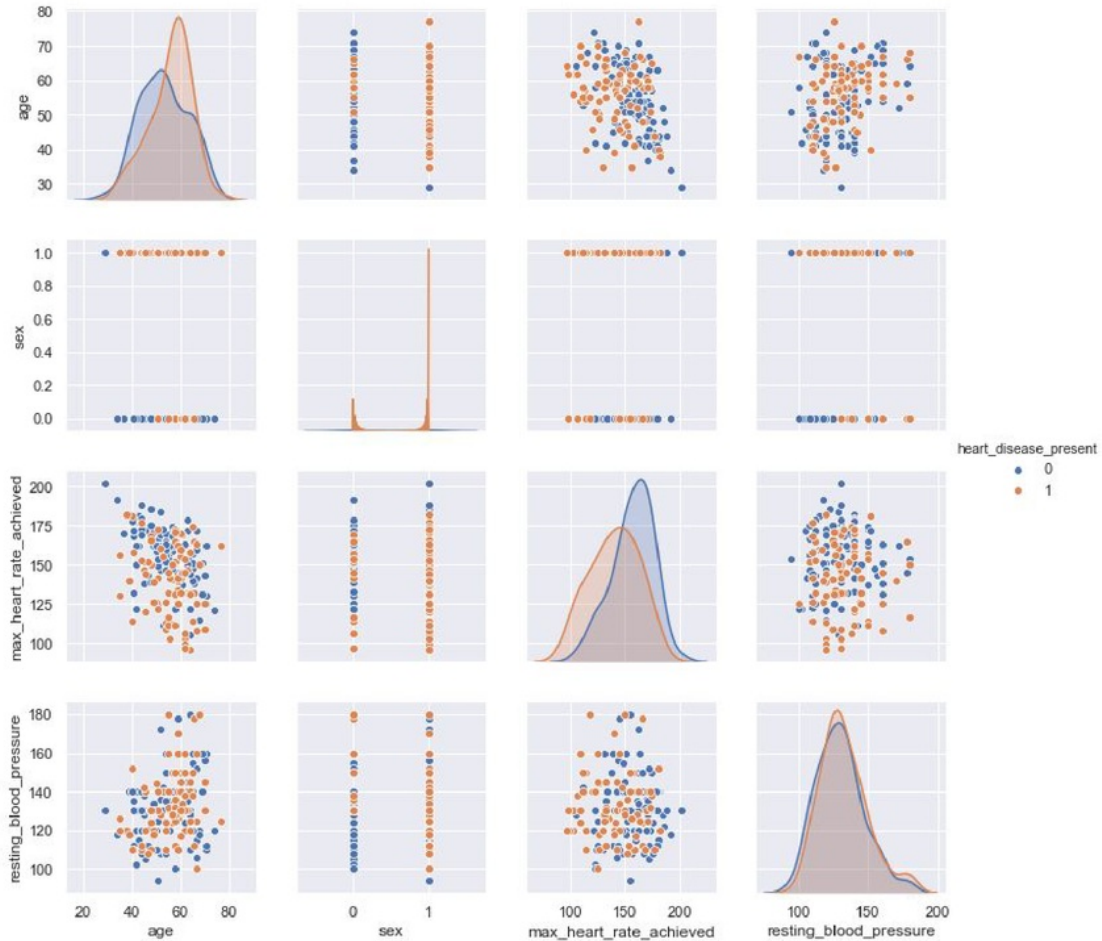 80
70
60
50
40
30
age
1.0
0.8
0.6
0.4
0.2
0.0
sex
heart_disease_present
0
1
200
175
150
125
100
max_heart_rate_achieved
180
160
140
120
100
resting_blood_pressure
20 40 60 80
0 1
100 150 200
100 150 200
age
sex
max_heart_rate_achieved
resting_blood_pressure